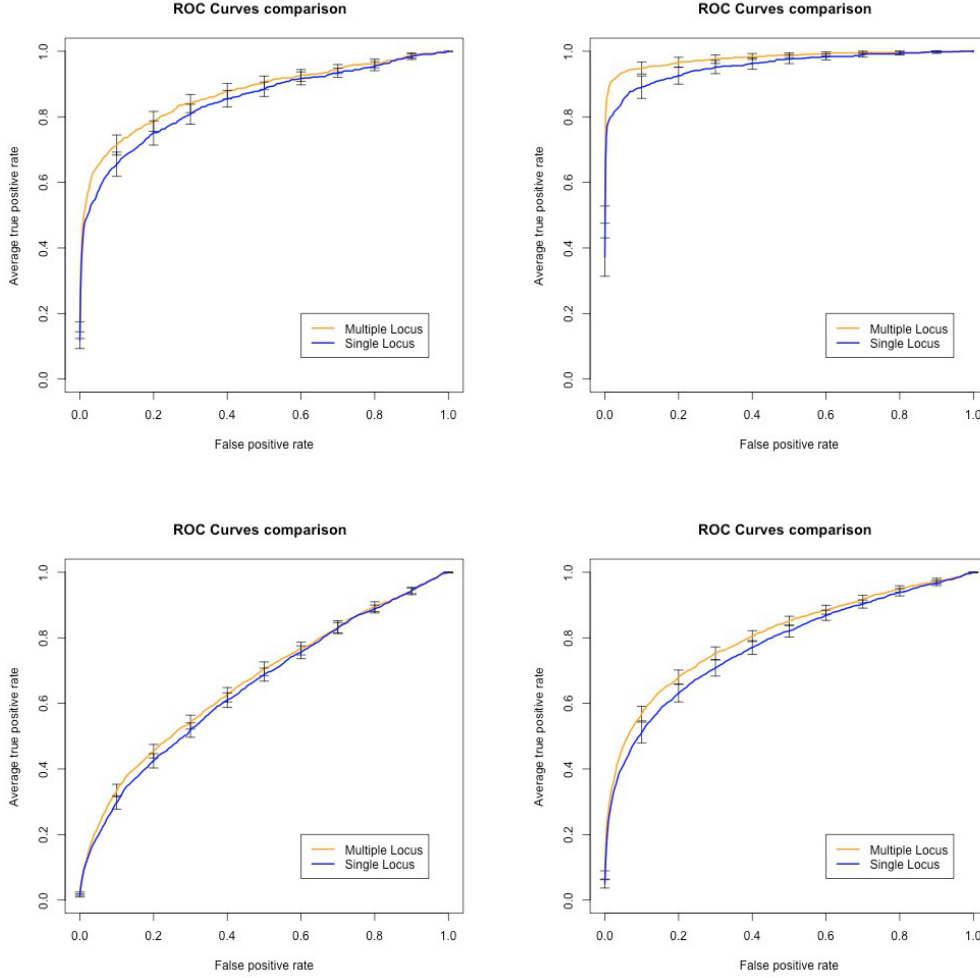 ROC Curves comparison
Average true positive rate
1.0
0.8
0.6
0.4
0.2
0.0
Multiple Locus
Single Locus
0.0 0.2 0.4 0.6 0.8 1.0
False positive rate
ROC Curves comparison
Average true positive rate
1.0
0.8
0.6
0.4
0.2
0.0
Multiple Locus
Single Locus
0.0 0.2 0.4 0.6 0.8 1.0
False positive rate
ROC Curves comparison
Average true positive rate
1.0
0.8
0.6
0.4
0.2
0.0
Multiple Locus
Single Locus
0.0 0.2 0.4 0.6 0.8 1.0
False positive rate
ROC Curves comparison
Average true positive rate
1.0
0.8
0.6
0.4
0.2
0.0
Multiple Locus
Single Locus
0.0 0.2 0.4 0.6 0.8 1.0
False positive rate